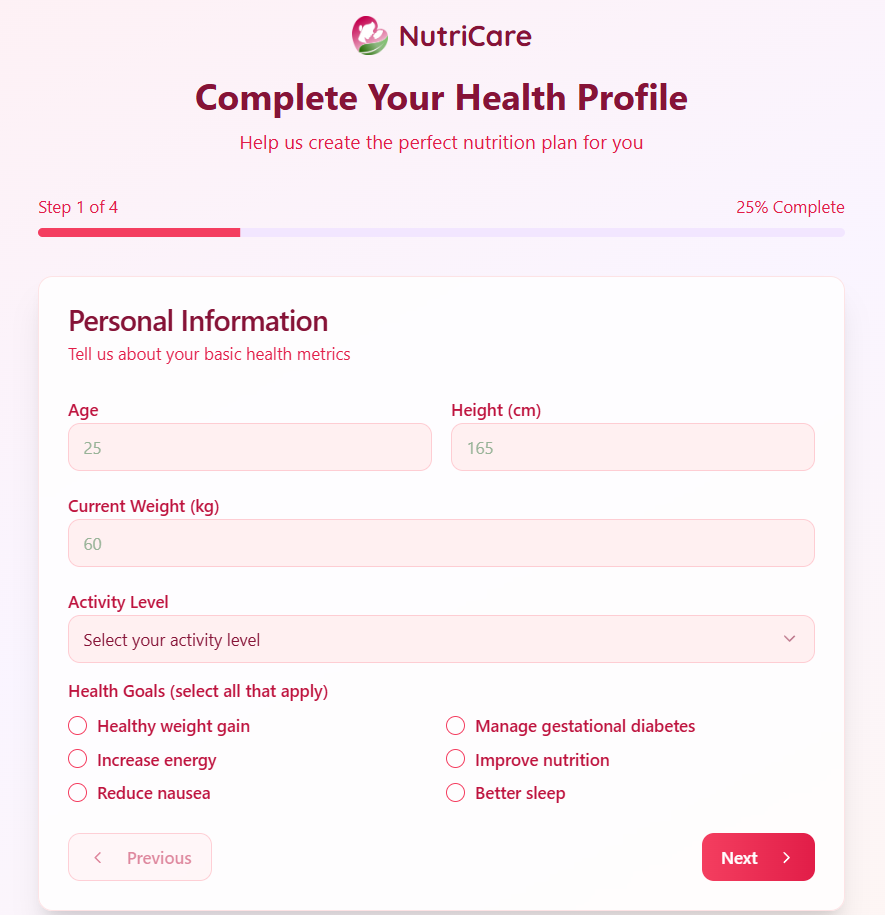 NutriCare
Complete Your Health Profile
Help us create the perfect nutrition plan for you
Step 1 of 4
25% Complete
Personal Information
Tell us about your basic health metrics
Age
25
Height (cm)
165
Current Weight (kg)
60
Activity Level
Select your activity level
Health Goals (select all that apply)
Healthy weight gain
Manage gestational diabetes
Increase energy
Improve nutrition
Reduce nausea
Better sleep
Previous
Next